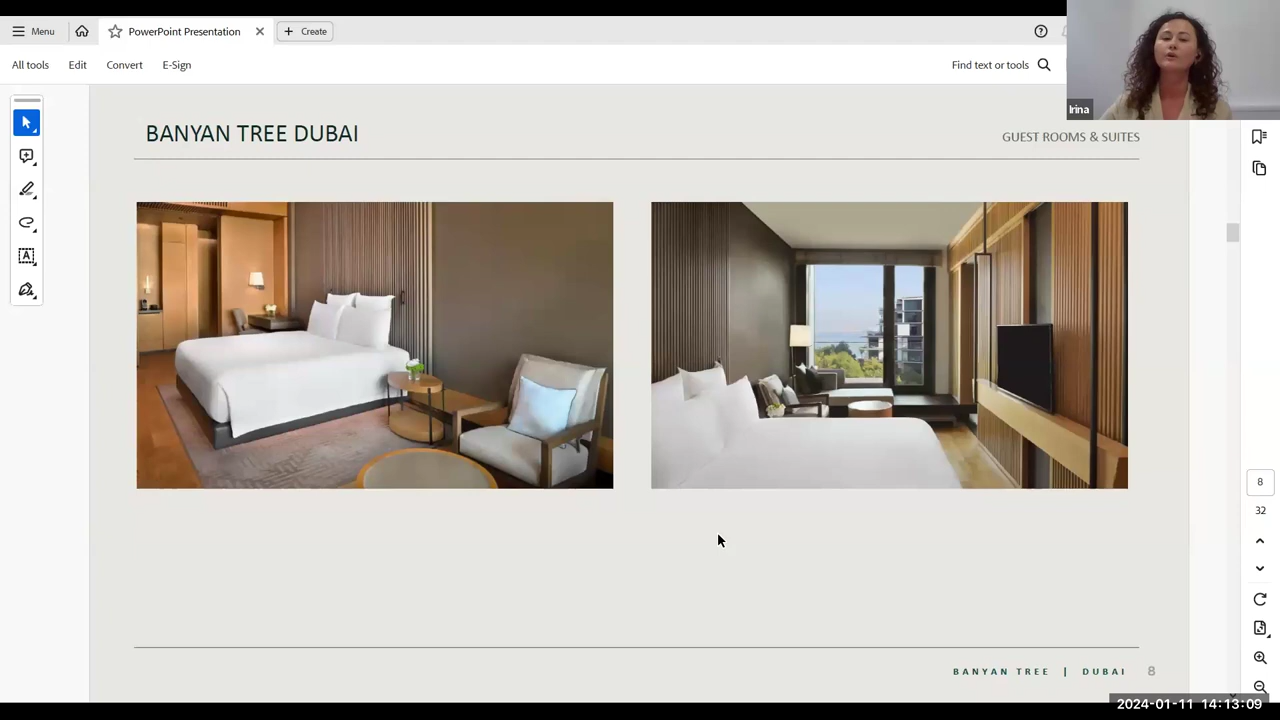 Menu
PowerPoint Presentation
Create
All tools
Edit
Convert
E-Sign
Find text or tools
Irina
BANYAN TREE DUBAI
GUEST ROOMS & SUITES
8
32
BANYAN TREE | DUBAI 8
2024-01-11 14:13:09